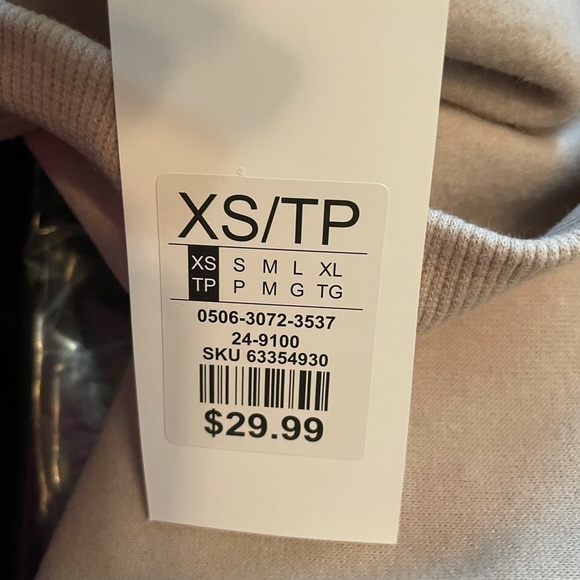 XS/TP
XS S M L XL
TP P M G TG
0506-3072-3537
24-9100
SKU 63354930
$29.99